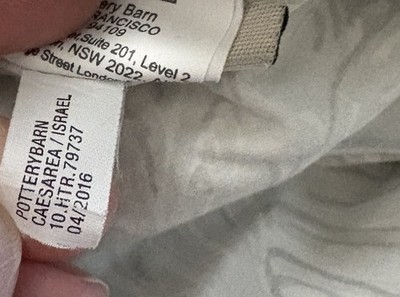 ery Barn
RANCISCO
94109
Suite 201, Level 2
NSW 2022
e Street London
POTTERYBARN
CAESAREA/ISRAEL
10.HTR.79737
04/2016